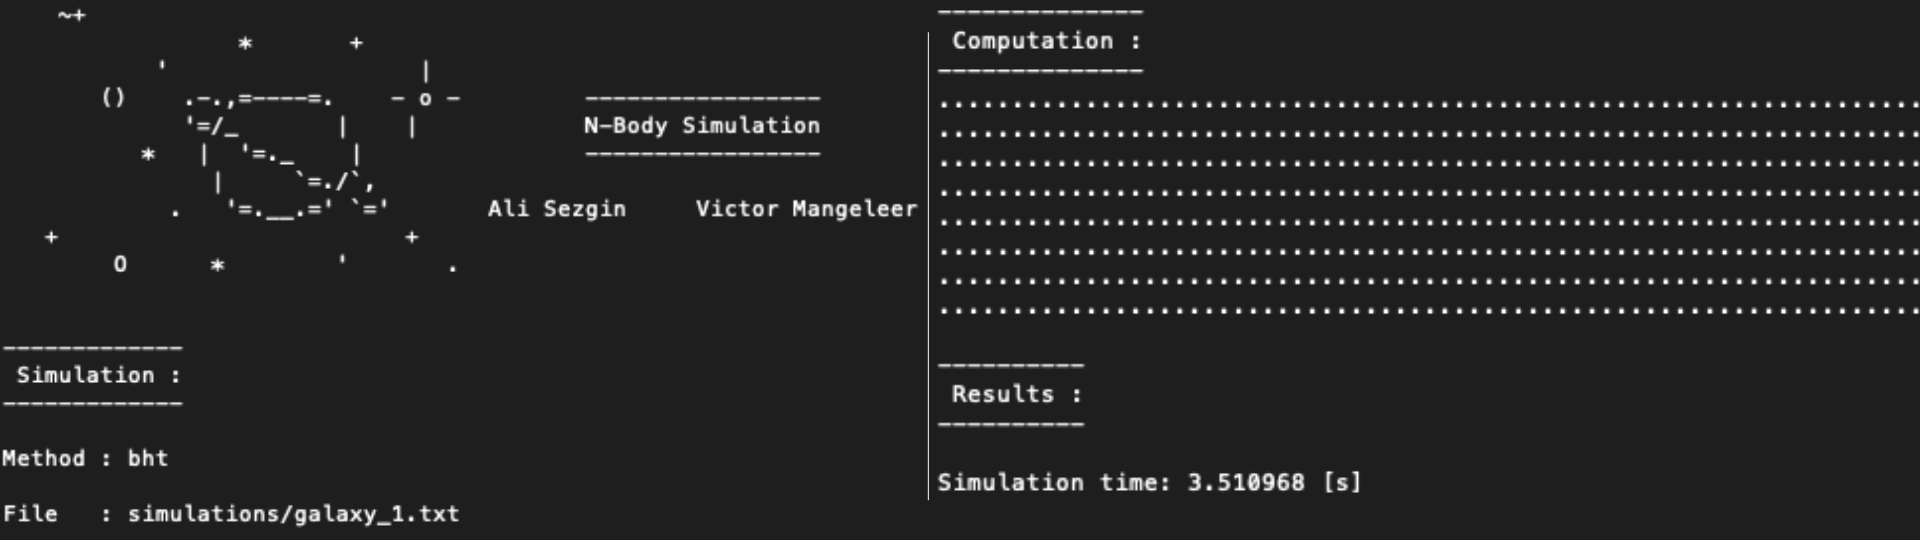 N-Body Simulation
Ali Sezgin     Victor Mangeleer
Simulation :
Method : bht
File   : simulations/galaxy_1.txt
Computation :
Results :
Simulation time: 3.510968 [s]